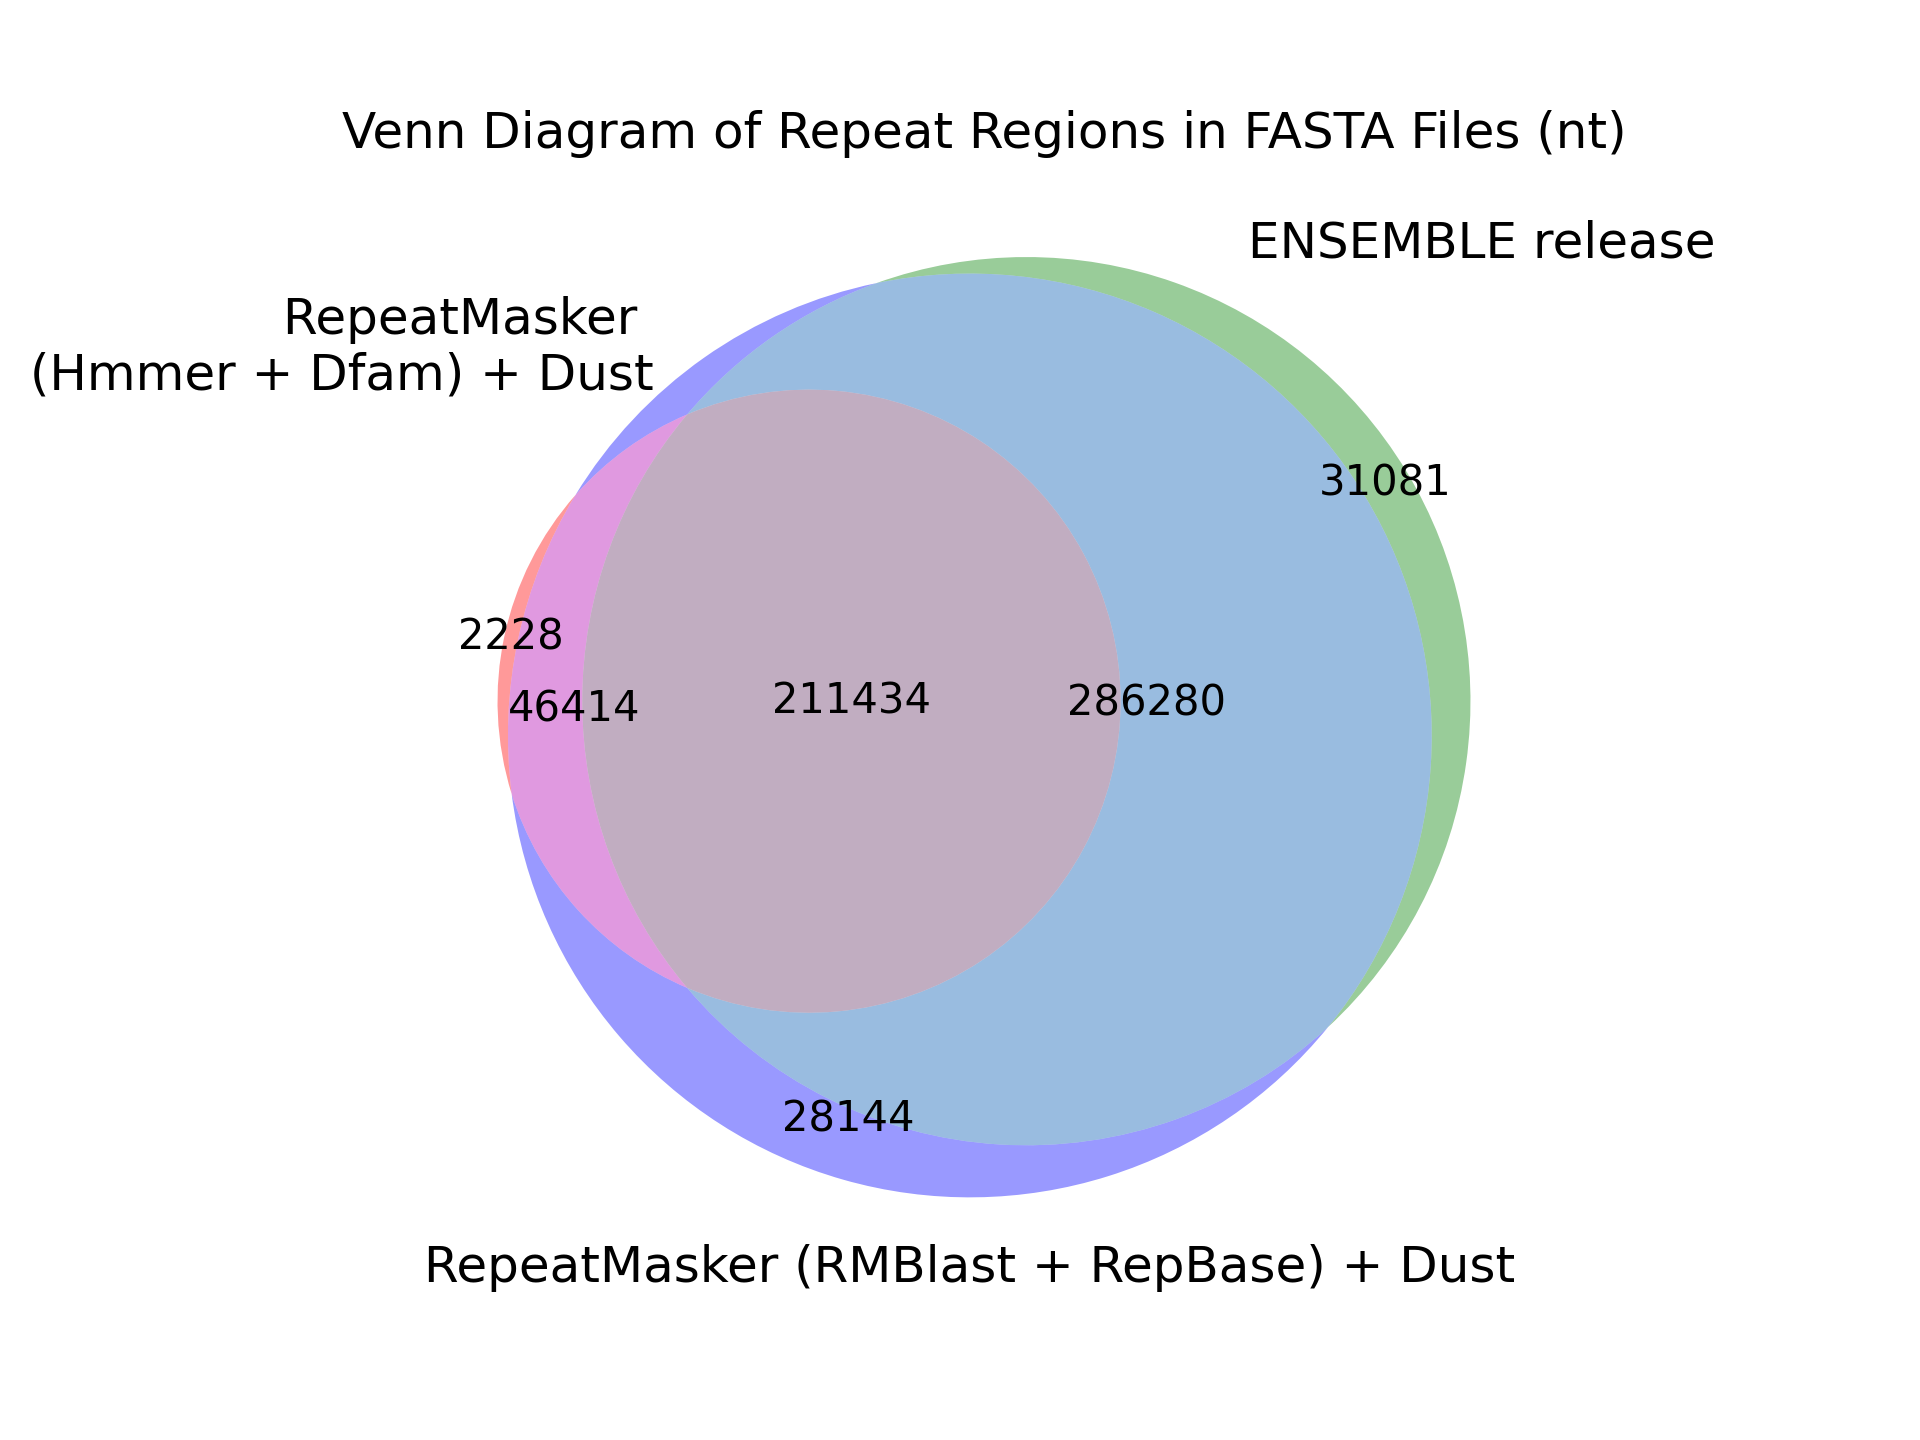 Venn Diagram of Repeat Regions in FASTA Files (nt)
ENSEMBLE release
RepeatMasker
(Hmmer + Dfam) + Dust
31081
2228
46414
211434
286280
28144
RepeatMasker (RMBlast + RepBase) + Dust